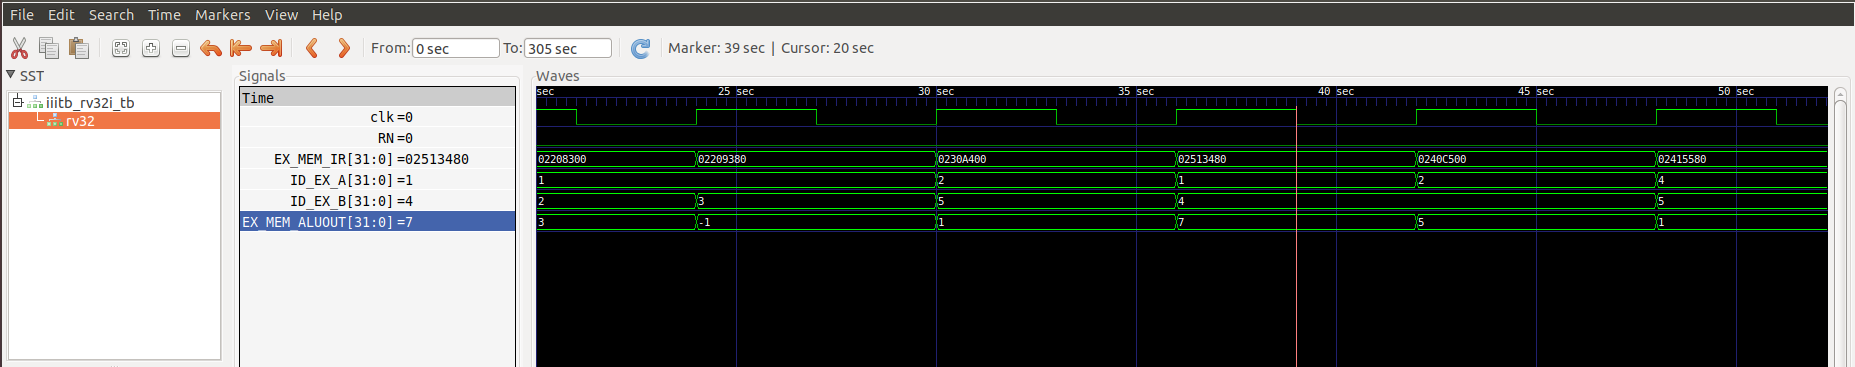 File Edit Search Time Markers View Help
From: 0 sec To: 305 sec Marker: 39 sec | Cursor: 20 sec
SST
iiitb_rv32i_tb
rv32
Signals
Time
clk =0
RN =0
EX_MEM_IR[31:0] =02513480
ID_EX_A[31:0] =1
ID_EX_B[31:0] =4
EX_MEM_ALUOUT[31:0] =7
Waves
sec 25 sec 30 sec 35 sec 40 sec 45 sec 50 sec
02208300 02209380 0230A400 02513480 0240C500 02415580
1 2 1 2 4
2 3 5 4 5
3 -1 1 7 5 1